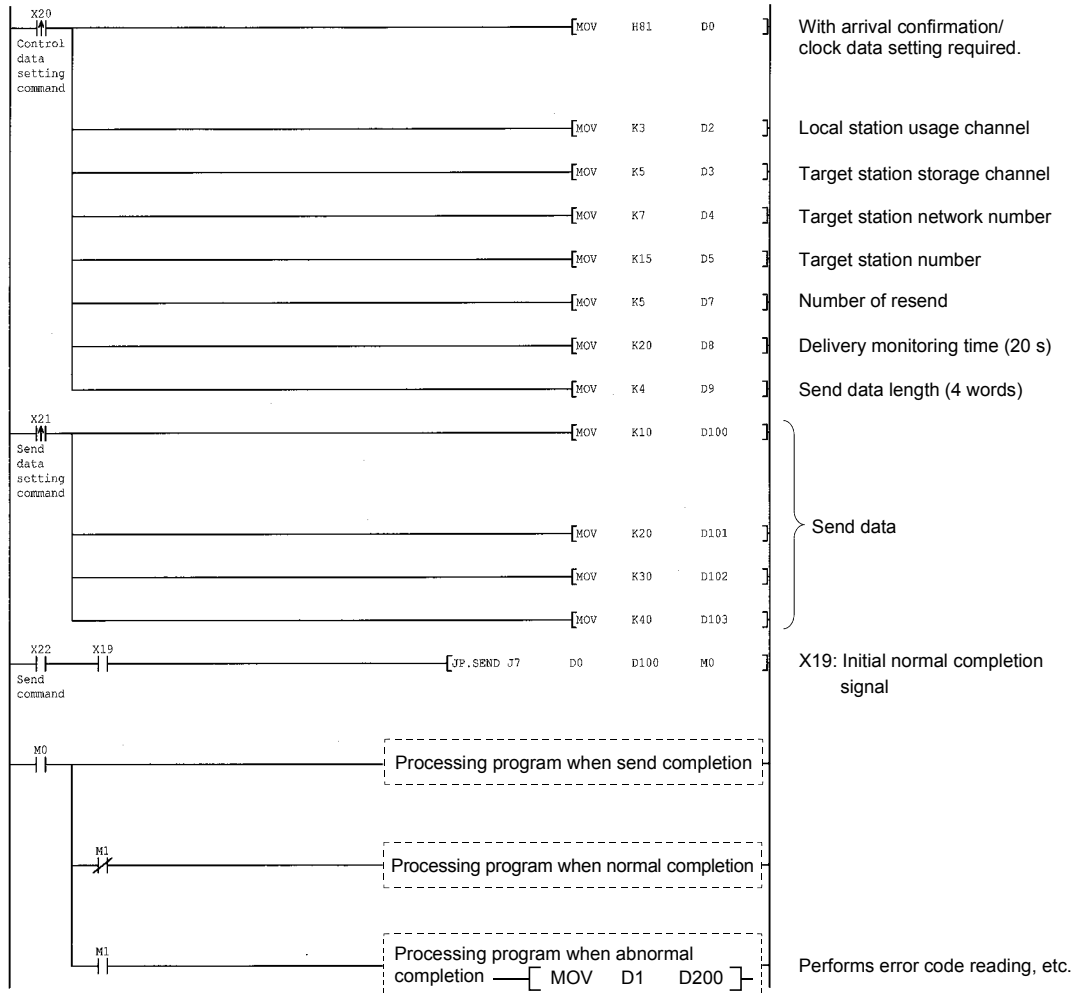 X20
[MOV H81 D0 ]
With arrival confirmation/
clock data setting required.
Control
data
setting
command
[MOV K3 D2 ]
Local station usage channel
[MOV K5 D3 ]
Target station storage channel
[MOV K7 D4 ]
Target station network number
[MOV K15 D5 ]
Target station number
[MOV K5 D7 ]
Number of resend
[MOV K20 D8 ]
Delivery monitoring time (20 s)
[MOV K4 D9 ]
Send data length (4 words)
X21
[MOV K10 D100 ]
Send
data
setting
command
[MOV K20 D101 ]
Send data
[MOV K30 D102 ]
[MOV K40 D103 ]
X22 X19
[JP.SEND J7 D0 D100 M0 ]
X19: Initial normal completion
signal
Send
command
M0
Processing program when send completion
M1
Processing program when normal completion
M1
Processing program when abnormal
completion [ MOV D1 D200 ]
Performs error code reading, etc.